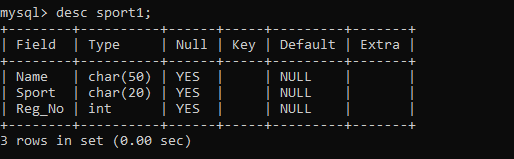 mysql> desc sport1;
+--------+----------+------+-----+---------+-------+
| Field  | Type     | Null | Key | Default | Extra |
+--------+----------+------+-----+---------+-------+
| Name   | char(50) | YES  |     | NULL    |       |
| Sport  | char(20) | YES  |     | NULL    |       |
| Reg_No | int      | YES  |     | NULL    |       |
+--------+----------+------+-----+---------+-------+
3 rows in set (0.00 sec)